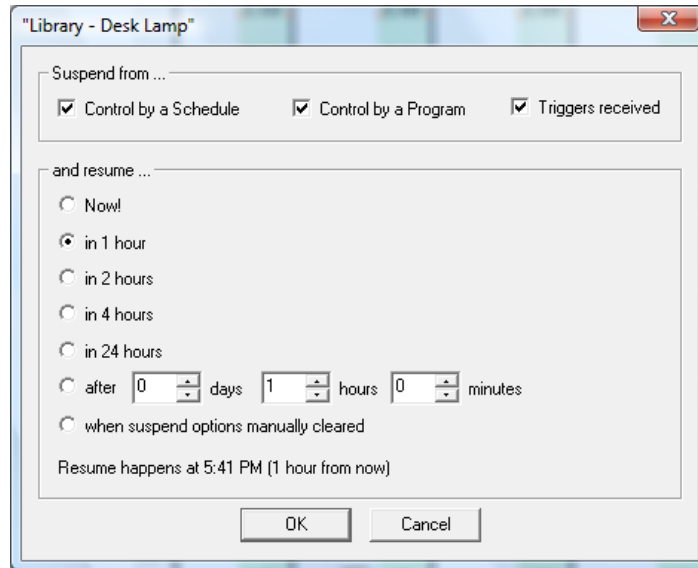 "Library - Desk Lamp"
Suspend from ...
Control by a Schedule Control by a Program Triggers received
and resume ...
Now!
in 1 hour
in 2 hours
in 4 hours
in 24 hours
after 0 days 1 hours 0 minutes
when suspend options manually cleared
Resume happens at 5:41 PM (1 hour from now)
OK Cancel